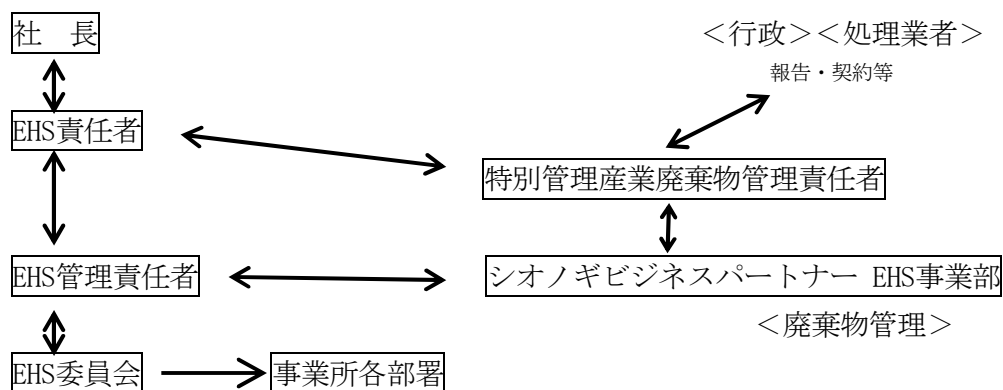 社　長
＜行政＞＜処理業者＞
報告・契約等
EHS責任者
特別管理産業廃棄物管理責任者
EHS管理責任者
シオノギビジネスパートナー EHS事業部
＜廃棄物管理＞
EHS委員会
事業所各部署